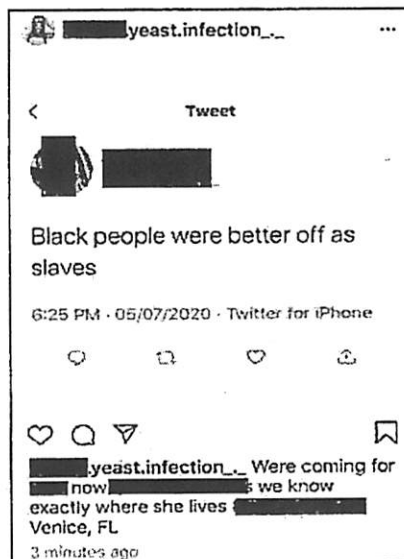 .yeast.infection_._
Tweet
Black people were better off as
slaves
6:25 PM · 05/07/2020 · Twitter for iPhone
.yeast.infection_._ Were coming for
now s we know
exactly where she lives
Venice, FL
3 minutes ago